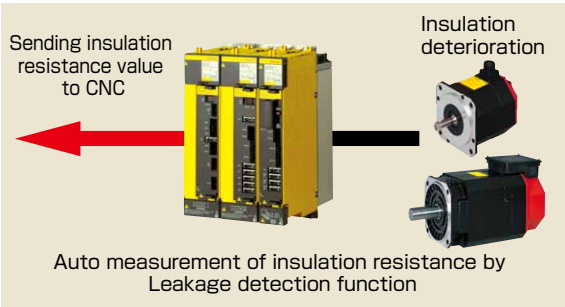 Sending insulation
resistance value
to CNC
Insulation
deterioration
Auto measurement of insulation resistance by
Leakage detection function